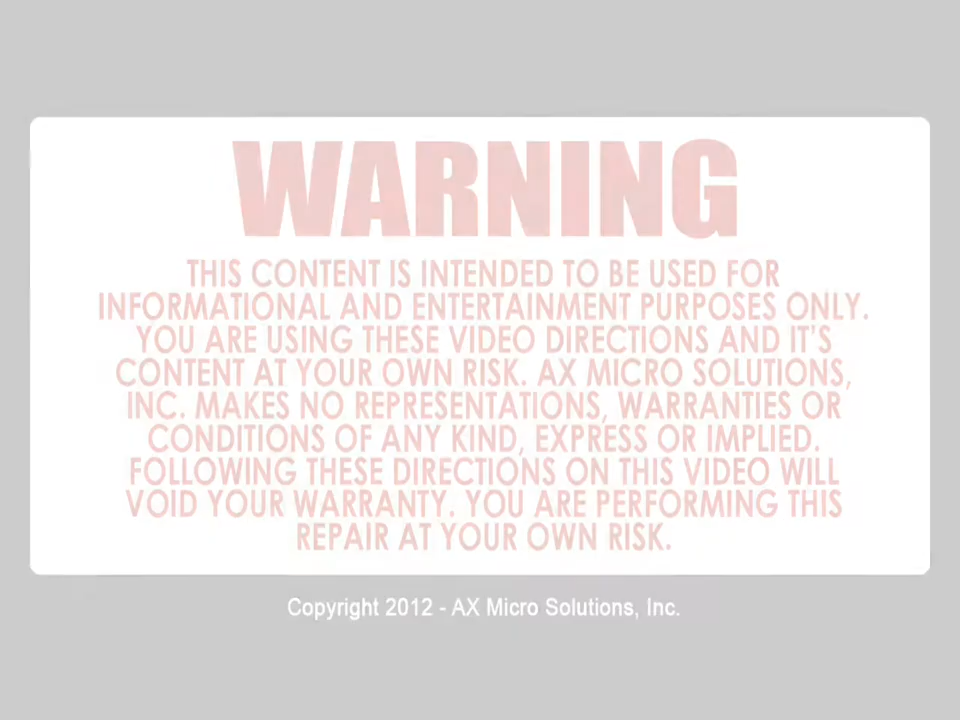 WARNING
THIS CONTENT IS INTENDED TO BE USED FOR
INFORMATIONAL AND ENTERTAINMENT PURPOSES ONLY.
YOU ARE USING THESE VIDEO DIRECTIONS AND IT'S
CONTENT AT YOUR OWN RISK. AX MICRO SOLUTIONS,
INC. MAKES NO REPRESENTATIONS, WARRANTIES OR
CONDITIONS OF ANY KIND, EXPRESS OR IMPLIED.
FOLLOWING THESE DIRECTIONS ON THIS VIDEO WILL
VOID YOUR WARRANTY. YOU ARE PERFORMING THIS
REPAIR AT YOUR OWN RISK.
Copyright 2012 - AX Micro Solutions, Inc.